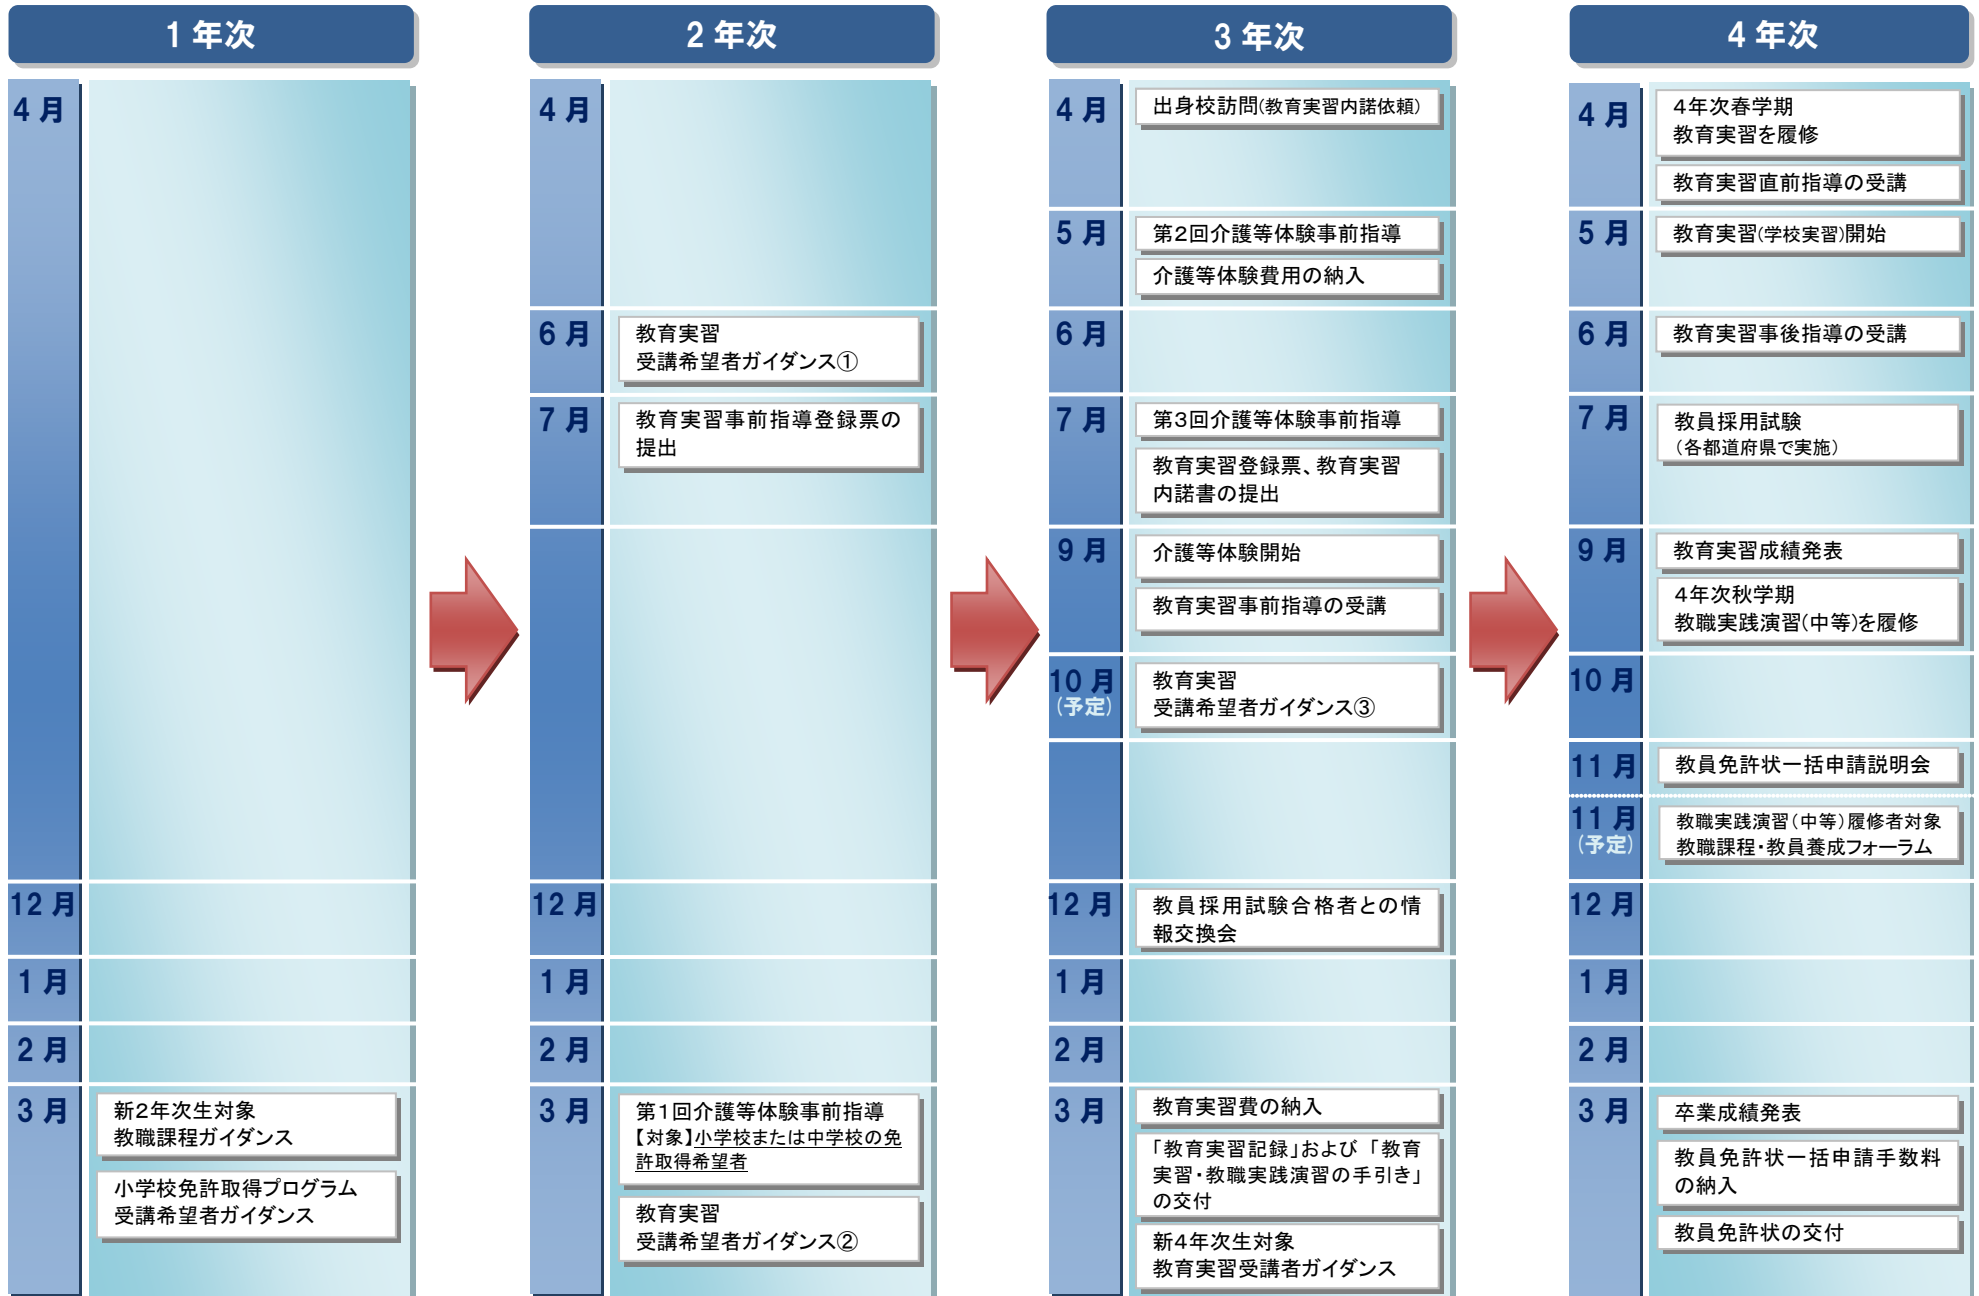 1 年次
4 月
12 月
1 月
2 月
3 月
新2年次生対象
教職課程ガイダンス
小学校免許取得プログラム
受講希望者ガイダンス
2 年次
4 月
6 月
教育実習
受講希望者ガイダンス①
7 月
教育実習事前指導登録票の
提出
12 月
1 月
2 月
3 月
第1回介護等体験事前指導
【対象】小学校または中学校の免
許取得希望者
教育実習
受講希望者ガイダンス②
3 年次
4 月
出身校訪問(教育実習内諾依頼)
5 月
第2回介護等体験事前指導
介護等体験費用の納入
6 月
7 月
第3回介護等体験事前指導
教育実習登録票、教育実習
内諾書の提出
9 月
介護等体験開始
教育実習事前指導の受講
10 月
(予定)
教育実習
受講希望者ガイダンス③
12 月
教員採用試験合格者との情
報交換会
1 月
2 月
3 月
教育実習費の納入
「教育実習記録」および「教育
実習・教職実践演習の手引き」
の交付
新4年次生対象
教育実習受講者ガイダンス
4 年次
4 月
4年次春学期
教育実習を履修
教育実習直前指導の受講
5 月
教育実習(学校実習)開始
6 月
教育実習事後指導の受講
7 月
教員採用試験
(各都道府県で実施)
9 月
教育実習成績発表
4年次秋学期
教職実践演習(中等)を履修
10 月
11 月
教員免許状一括申請説明会
11 月
(予定)
教職実践演習(中等)履修者対象
教職課程・教員養成フォーラム
12 月
1 月
2 月
3 月
卒業成績発表
教員免許状一括申請手数料
の納入
教員免許状の交付